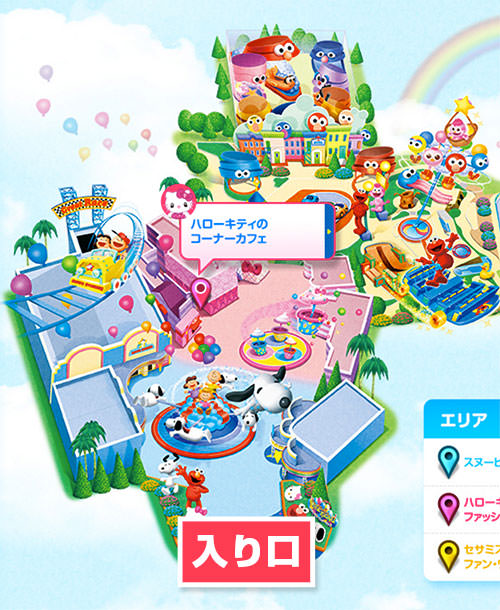 ハローキティの
コーナーカフェ
エリア
スヌーピ
ハローキ
ファッシ
セサミス
ファン・
入り口